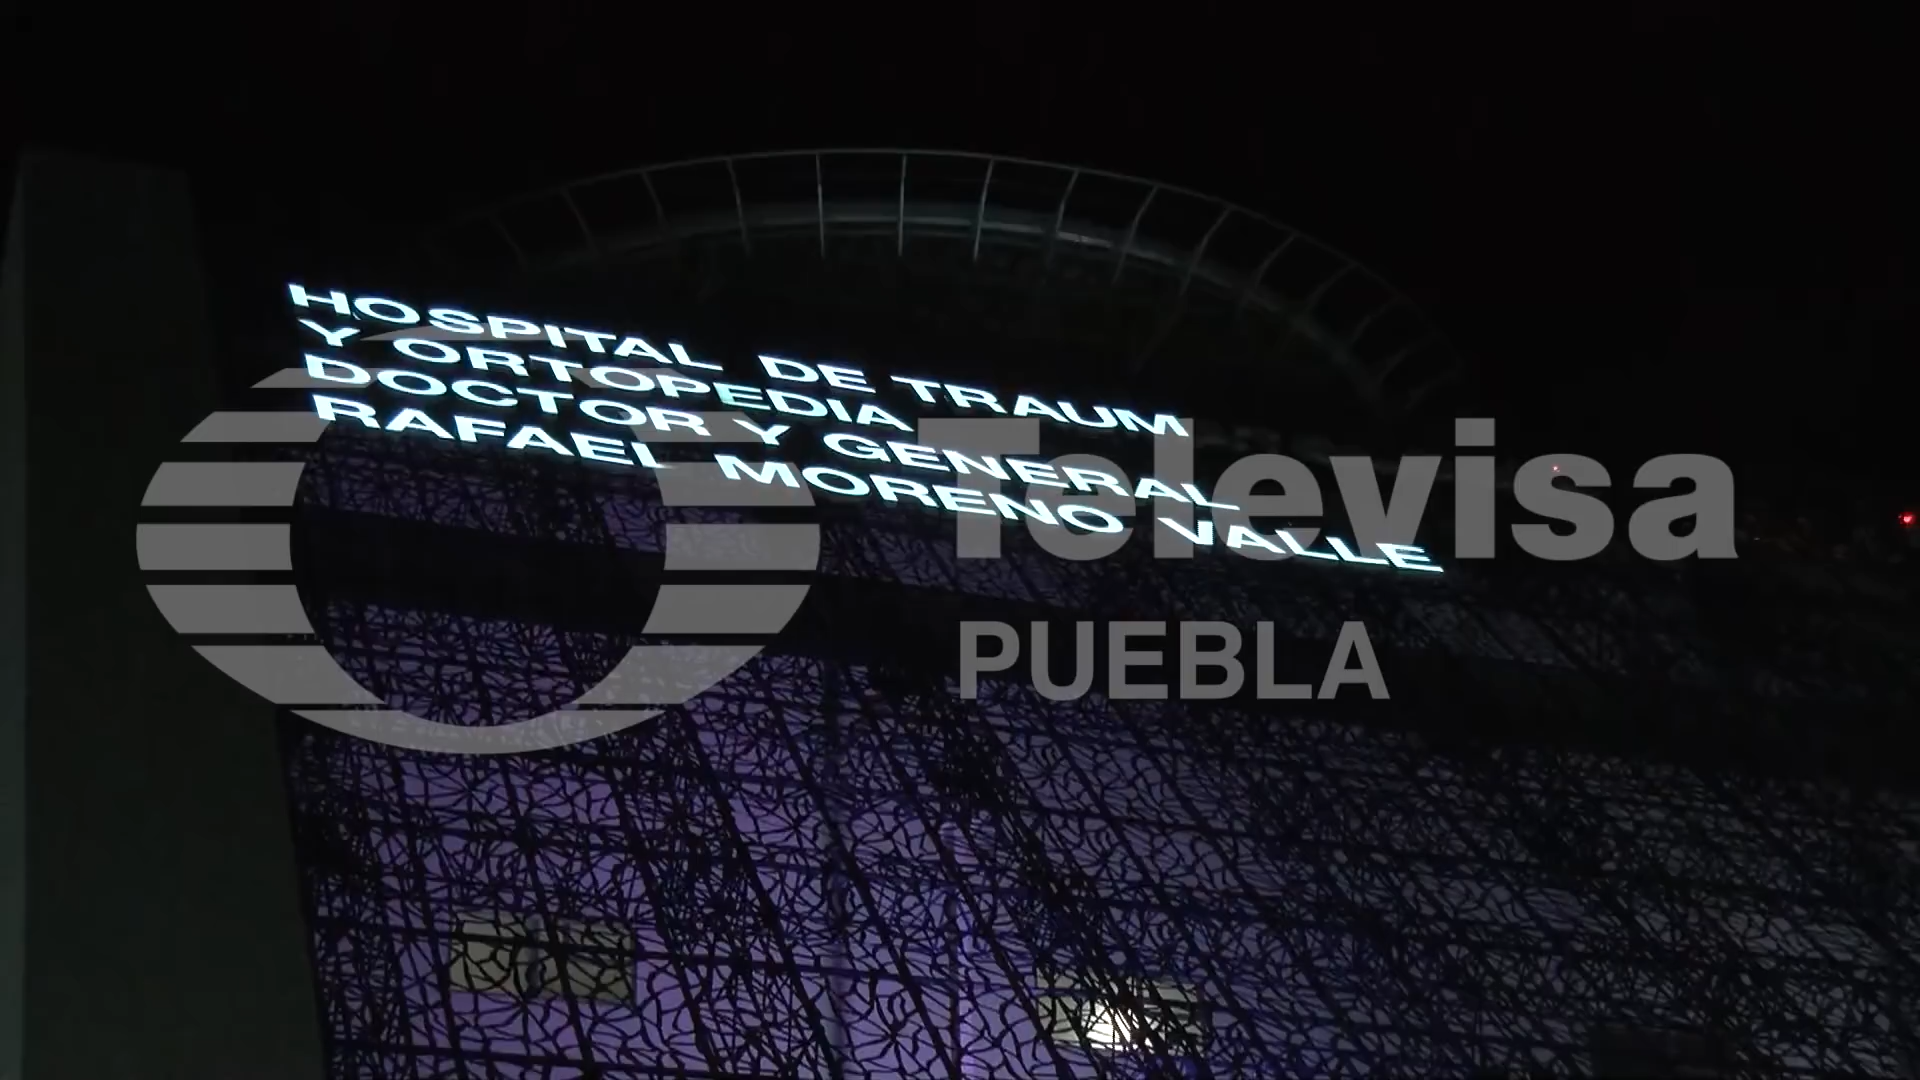 HOSPITAL DE TRAUM
Y ORTOPEDIA
DOCTOR Y GENERAL
RAFAEL MORENO VALLE
Televisa
PUEBLA